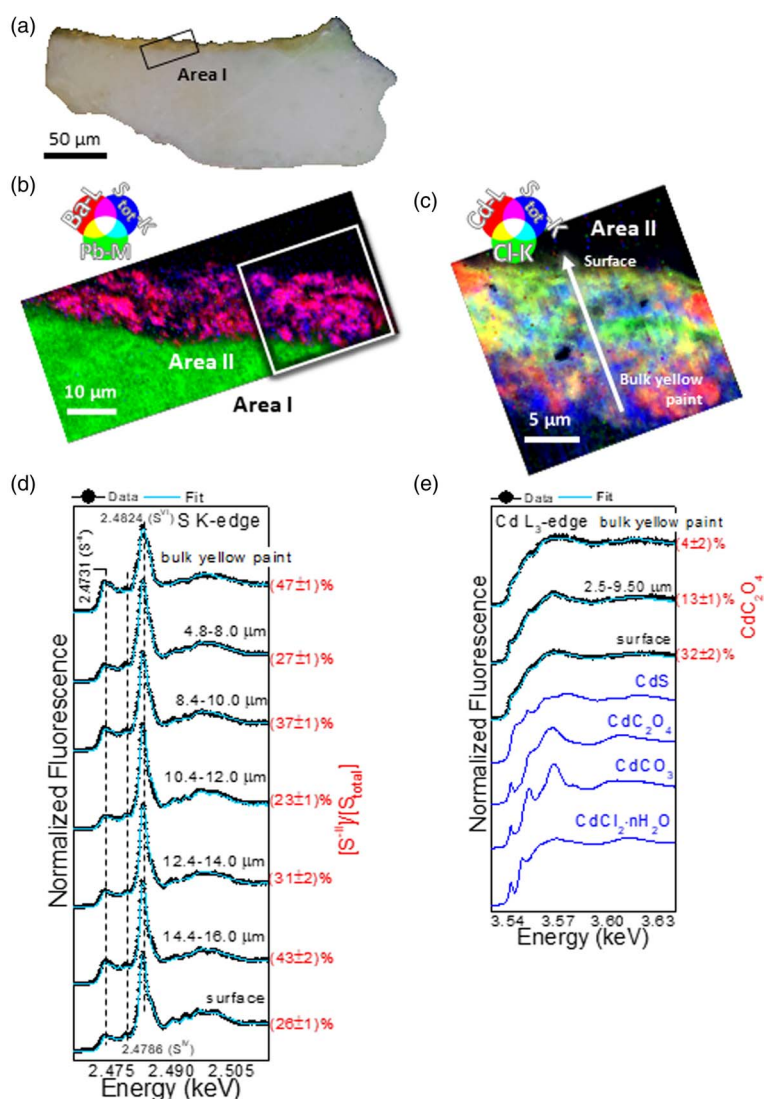 (a)
Area I
50 μm
(b)
Ba-L
S tot-K
Pb-M
Area II
Area I
10 μm
(c)
Cd-L
S tot-K
Cl-K
Area II
Surface
Bulk yellow
paint
5 μm
(d)
Data Fit
2.4824 (S^VI) S K-edge
2.4731 (S^-II)
bulk yellow paint
(47±1)%
4.8-8.0 μm
(27±1)%
8.4-10.0 μm
(37±1)%
10.4-12.0 μm
(23±1)%
12.4-14.0 μm
(31±2)%
14.4-16.0 μm
(43±2)%
surface
(26±1)%
2.4786 (S^IV)
Normalized Fluorescence
[S^-II]/[S_total]
2.475 2.490 2.505
Energy (keV)
(e)
Data Fit
Cd L₃-edge bulk yellow paint
(4±2)%
2.5-9.50 μm
(13±1)%
surface
(32±2)%
CdC₂O₄
CdS
CdC₂O₄
CdCO₃
CdCl₂·nH₂O
Normalized Fluorescence
3.54 3.57 3.60 3.63
Energy (keV)